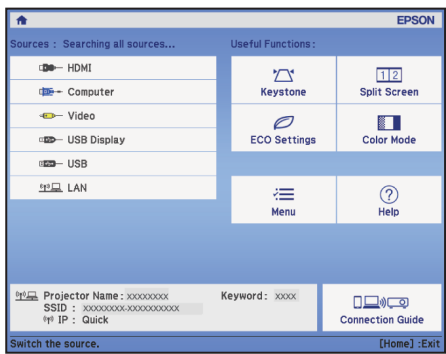 EPSON
Sources : Searching all sources...
Useful Functions :
HDMI
Computer
Video
USB Display
USB
LAN
Keystone
1 2
Split Screen
ECO Settings
Color Mode
Menu
?
Help
Projector Name : xxxxxxxx
Keyword : xxxx
SSID : xxxxxxxx-xxxxxxxxxx
IP : Quick
Connection Guide
Switch the source.
[Home] :Exit